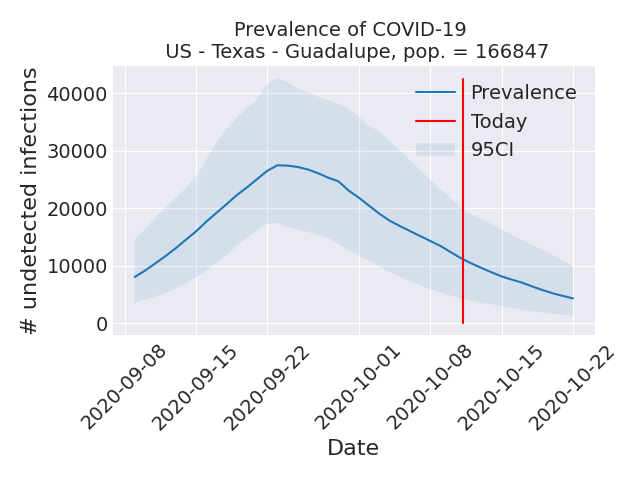 Prevalence of COVID-19
US - Texas - Guadalupe, pop. = 166847
# undetected infections
40000
30000
20000
10000
0
Prevalence
Today
95CI
2020-09-08
2020-09-15
2020-09-22
2020-10-01
2020-10-08
2020-10-15
2020-10-22
Date